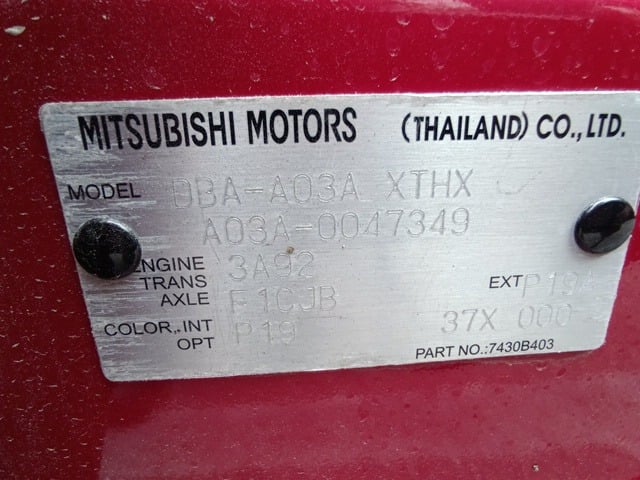 MITSUBISHI MOTORS (THAILAND) CO., LTD.
MODEL DBA-A03A XTHX
A03A-0047349
ENGINE 3A92
TRANS AXLE F1CJB EXT P19A
COLOR, INT OPT P19 37X 000
PART NO.:7430B403